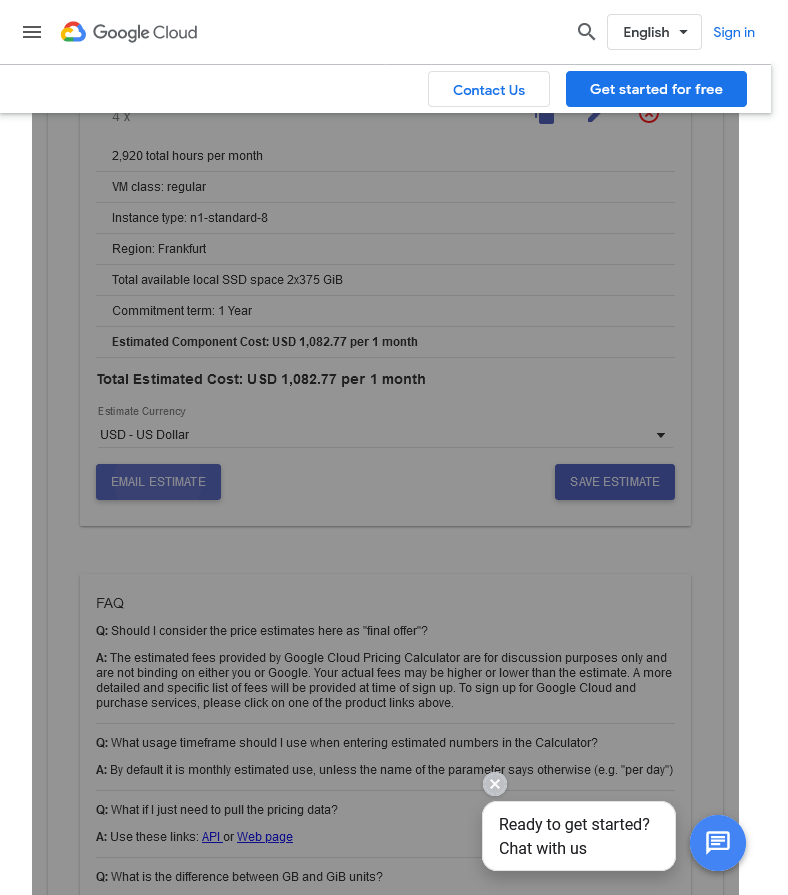 Google Cloud
English
Sign in
Contact Us
Get started for free
4 x
2,920 total hours per month
VM class: regular
Instance type: n1-standard-8
Region: Frankfurt
Total available local SSD space 2x375 GiB
Commitment term: 1 Year
Estimated Component Cost: USD 1,082.77 per 1 month
Total Estimated Cost: USD 1,082.77 per 1 month
Estimate Currency
USD - US Dollar
EMAIL ESTIMATE
SAVE ESTIMATE
FAQ
Q: Should I consider the price estimates here as "final offer"?
A: The estimated fees provided by Google Cloud Pricing Calculator are for discussion purposes only and
are not binding on either you or Google. Your actual fees may be higher or lower than the estimate. A more
detailed and specific list of fees will be provided at time of sign up. To sign up for Google Cloud and
purchase services, please click on one of the product links above.
Q: What usage timeframe should I use when entering estimated numbers in the Calculator?
A: By default it is monthly estimated use, unless the name of the parameter says otherwise (e.g. "per day")
Q: What if I just need to pull the pricing data?
A: Use these links: API or Web page
Q: What is the difference between GB and GiB units?
Ready to get started?
Chat with us